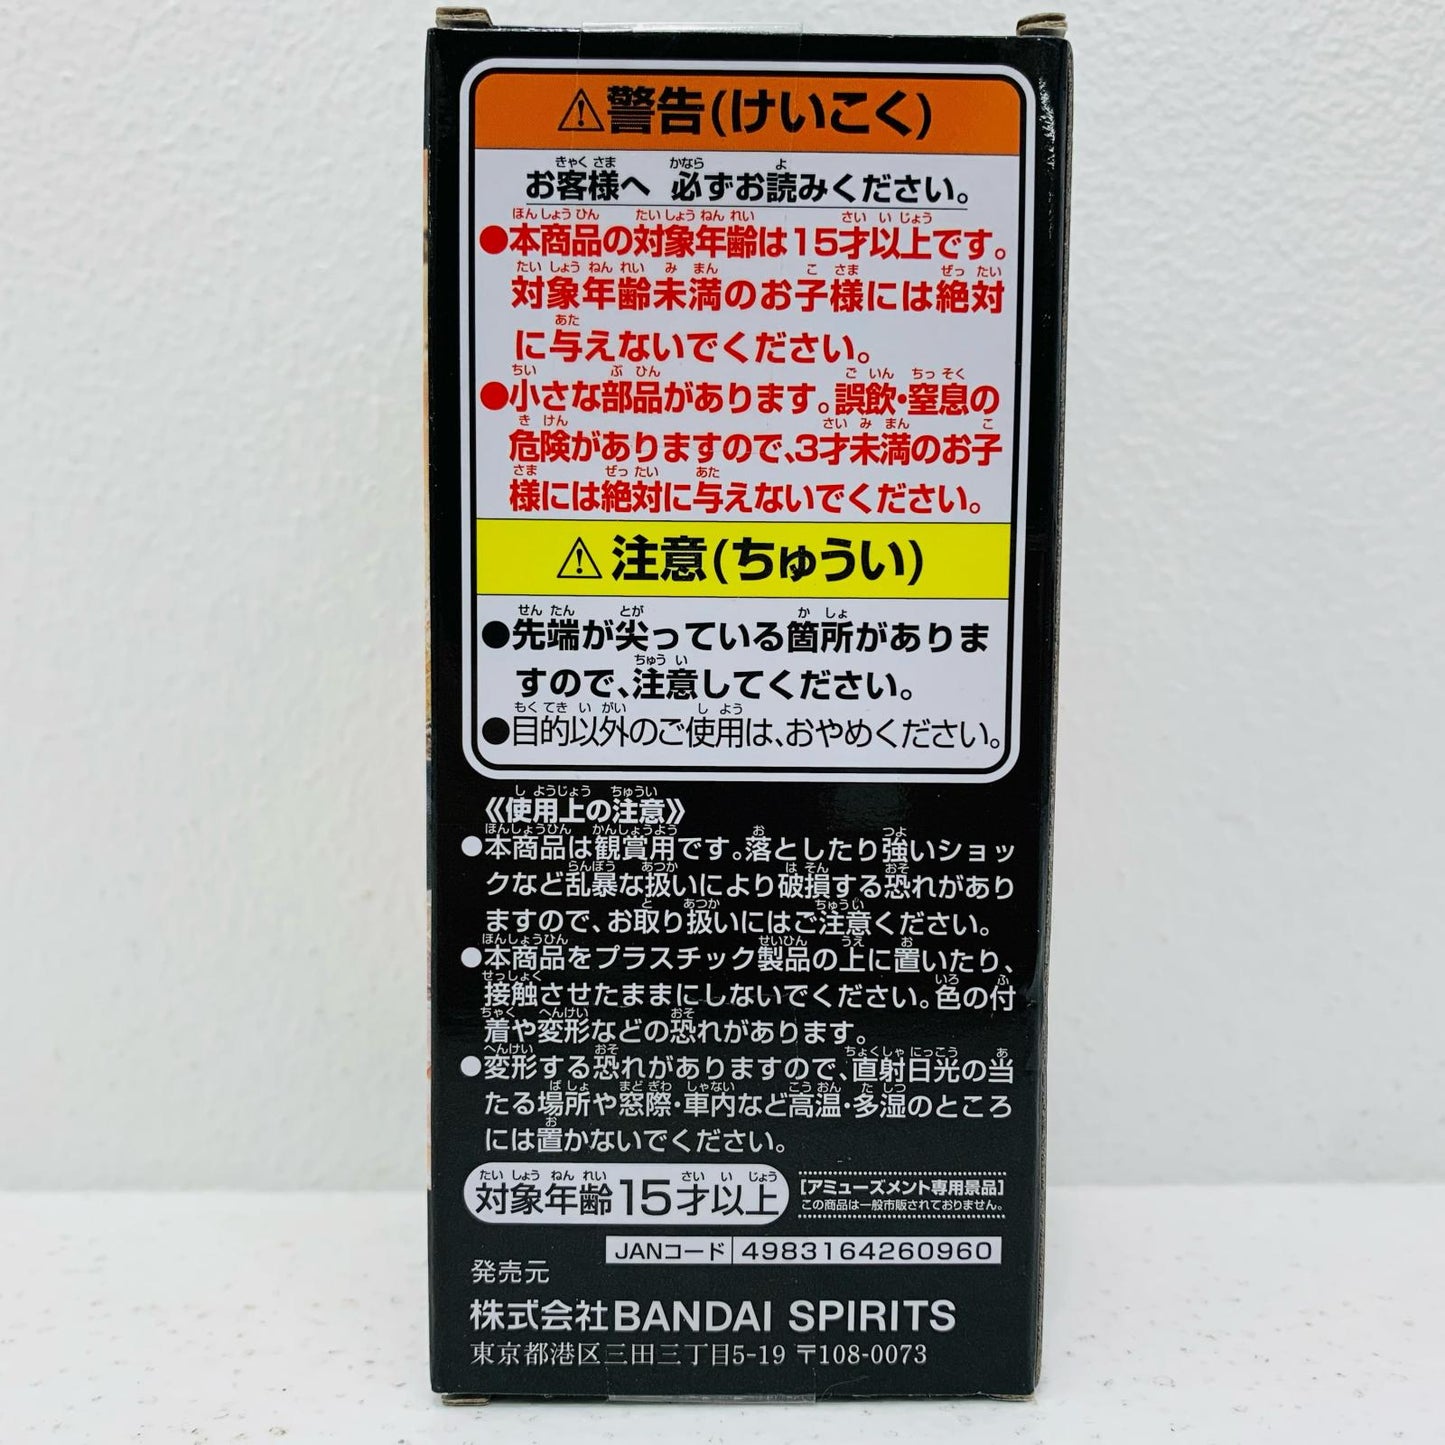 ⚠警告(けいこく)
お客様へ 必ずお読みください。
●本商品の対象年齢は15才以上です。
対象年齢未満のお子様には絶対
に与えないでください。
●小さな部品があります。誤飲・窒息の
危険がありますので、3才未満のお子
様には絶対に与えないでください。
⚠注意(ちゅうい)
●先端が尖っている箇所がありま
すので、注意してください。
●目的以外のご使用は、おやめください。
《使用上の注意》
●本商品は観賞用です。落としたり強いショッ
クなど乱暴な扱いにより破損する恐れがあり
ますので、お取り扱いにはご注意ください。
●本商品をプラスチック製品の上に置いたり、
接触させたままにしないでください。色の付
着や変形などの恐れがあります。
●変形する恐れがありますので、直射日光の当
たる場所や窓際・車内など高温・多湿のところ
には置かないでください。
対象年齢15才以上
[アミューズメント専用景品]
この商品は一般市販されておりません。
JANコード 4983164260960
発売元
株式会社BANDAI SPIRITS
東京都港区三田三丁目5-19 〒108-0073